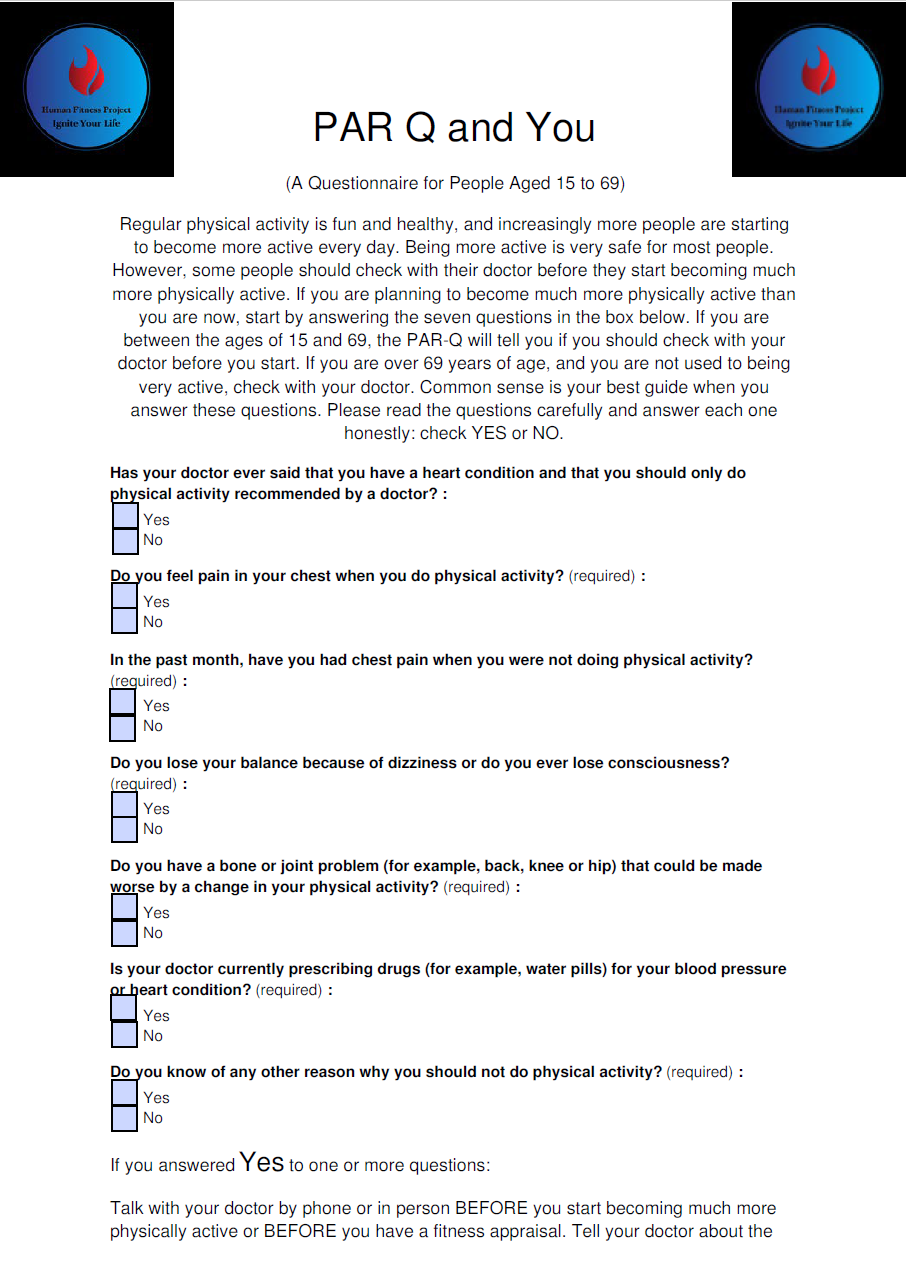 Human Fitness Project
Ignite Your Life
Human Fitness Project
Ignite Your Life
PAR Q and You
(A Questionnaire for People Aged 15 to 69)
Regular physical activity is fun and healthy, and increasingly more people are starting
to become more active every day. Being more active is very safe for most people.
However, some people should check with their doctor before they start becoming much
more physically active. If you are planning to become much more physically active than
you are now, start by answering the seven questions in the box below. If you are
between the ages of 15 and 69, the PAR-Q will tell you if you should check with your
doctor before you start. If you are over 69 years of age, and you are not used to being
very active, check with your doctor. Common sense is your best guide when you
answer these questions. Please read the questions carefully and answer each one
honestly: check YES or NO.
Has your doctor ever said that you have a heart condition and that you should only do
physical activity recommended by a doctor? :
Yes
No
Do you feel pain in your chest when you do physical activity? (required) :
Yes
No
In the past month, have you had chest pain when you were not doing physical activity?
(required) :
Yes
No
Do you lose your balance because of dizziness or do you ever lose consciousness?
(required) :
Yes
No
Do you have a bone or joint problem (for example, back, knee or hip) that could be made
worse by a change in your physical activity? (required) :
Yes
No
Is your doctor currently prescribing drugs (for example, water pills) for your blood pressure
or heart condition? (required) :
Yes
No
Do you know of any other reason why you should not do physical activity? (required) :
Yes
No
If you answered Yes to one or more questions:
Talk with your doctor by phone or in person BEFORE you start becoming much more
physically active or BEFORE you have a fitness appraisal. Tell your doctor about the